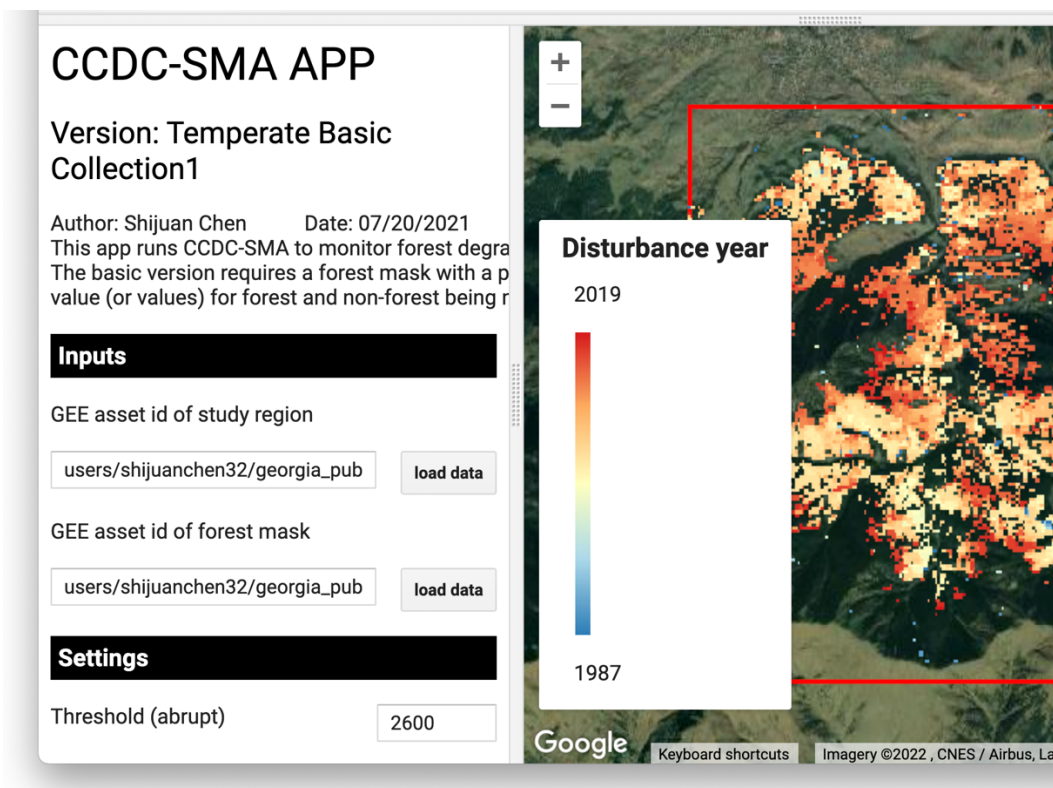 CCDC-SMA APP
Version: Temperate Basic
Collection1
Author: Shijuan Chen Date: 07/20/2021
This app runs CCDC-SMA to monitor forest degra
The basic version requires a forest mask with a p
value (or values) for forest and non-forest being r
Inputs
GEE asset id of study region
users/shijuanchen32/georgia_pub load data
GEE asset id of forest mask
users/shijuanchen32/georgia_pub load data
Settings
Threshold (abrupt) 2600
+
−
Disturbance year
2019
1987
Google
Keyboard shortcuts Imagery ©2022 , CNES / Airbus, La